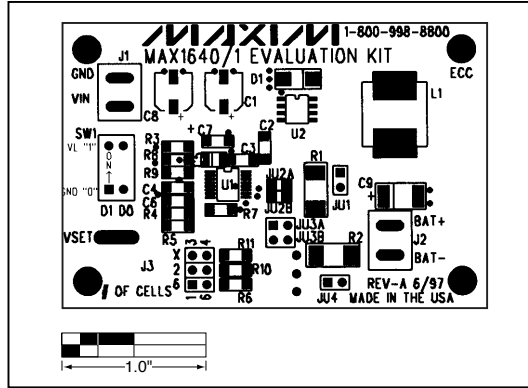 MAXIM 1-800-998-8800
MAX1640/1 EVALUATION KIT
J1
GND
VIN
C8
C1
D1
U2
L1
ECC
SW1
VL "1"
O N →
GND "0"
D1 D0
R3
R8
R9
C4
C6
R4
R5
C7
C2
C3
U1
R7
JU2A
JU2B
R1
JU1
JU3A
JU3B
C9 +
BAT+
J2
BAT-
VSET
J3
X 2 6
3 4
1 6
# OF CELLS
R11
R10
R6
R2
JU4
REV-A 6/97
MADE IN THE USA
1.0"